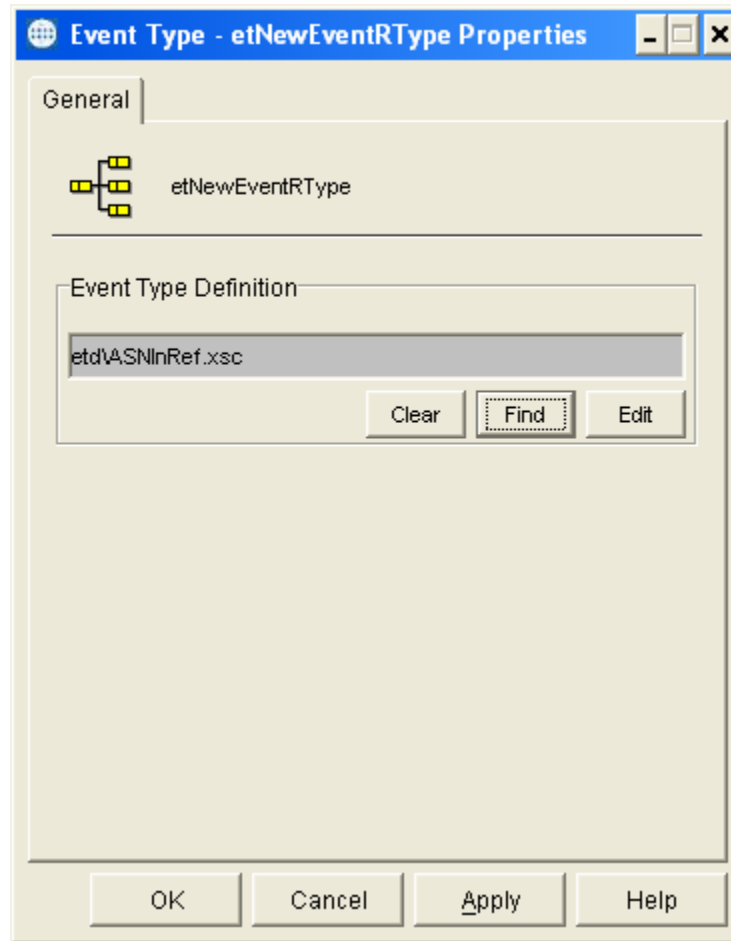 Event Type - etNewEventRType Properties
General
etNewEventRType
Event Type Definition
etd\ASNInRef.xsc
Clear Find Edit
OK Cancel Apply Help